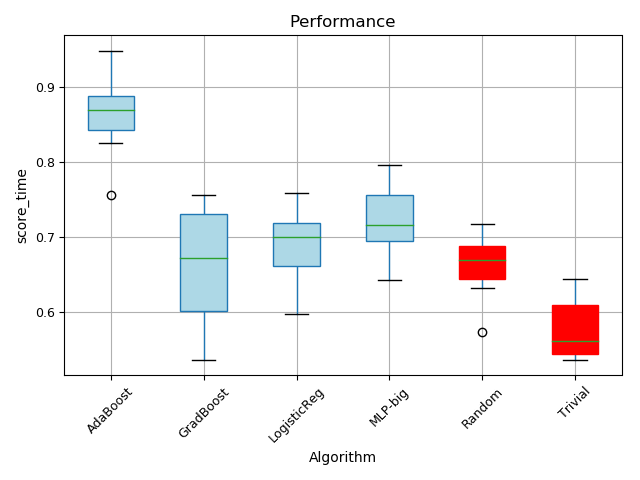 Performance
score_time
0.9
0.8
0.7
0.6
AdaBoost
GradBoost
LogisticReg
MLP-big
Random
Trivial
Algorithm